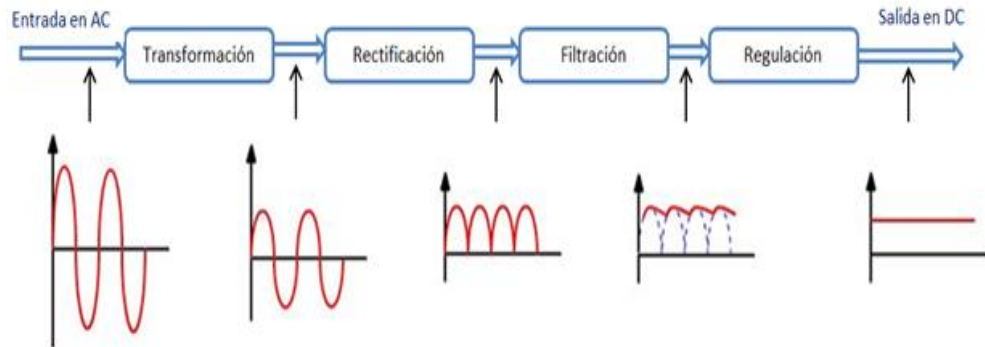 Entrada en AC
Salida en DC
Transformación
Rectificación
Filtración
Regulación